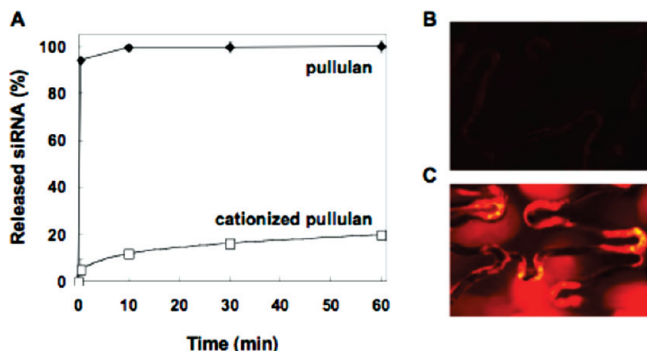 A
Released siRNA (%)
100
80
60
40
20
0
pullulan
cationized pullulan
0 10 20 30 40 50 60
Time (min)
B
C